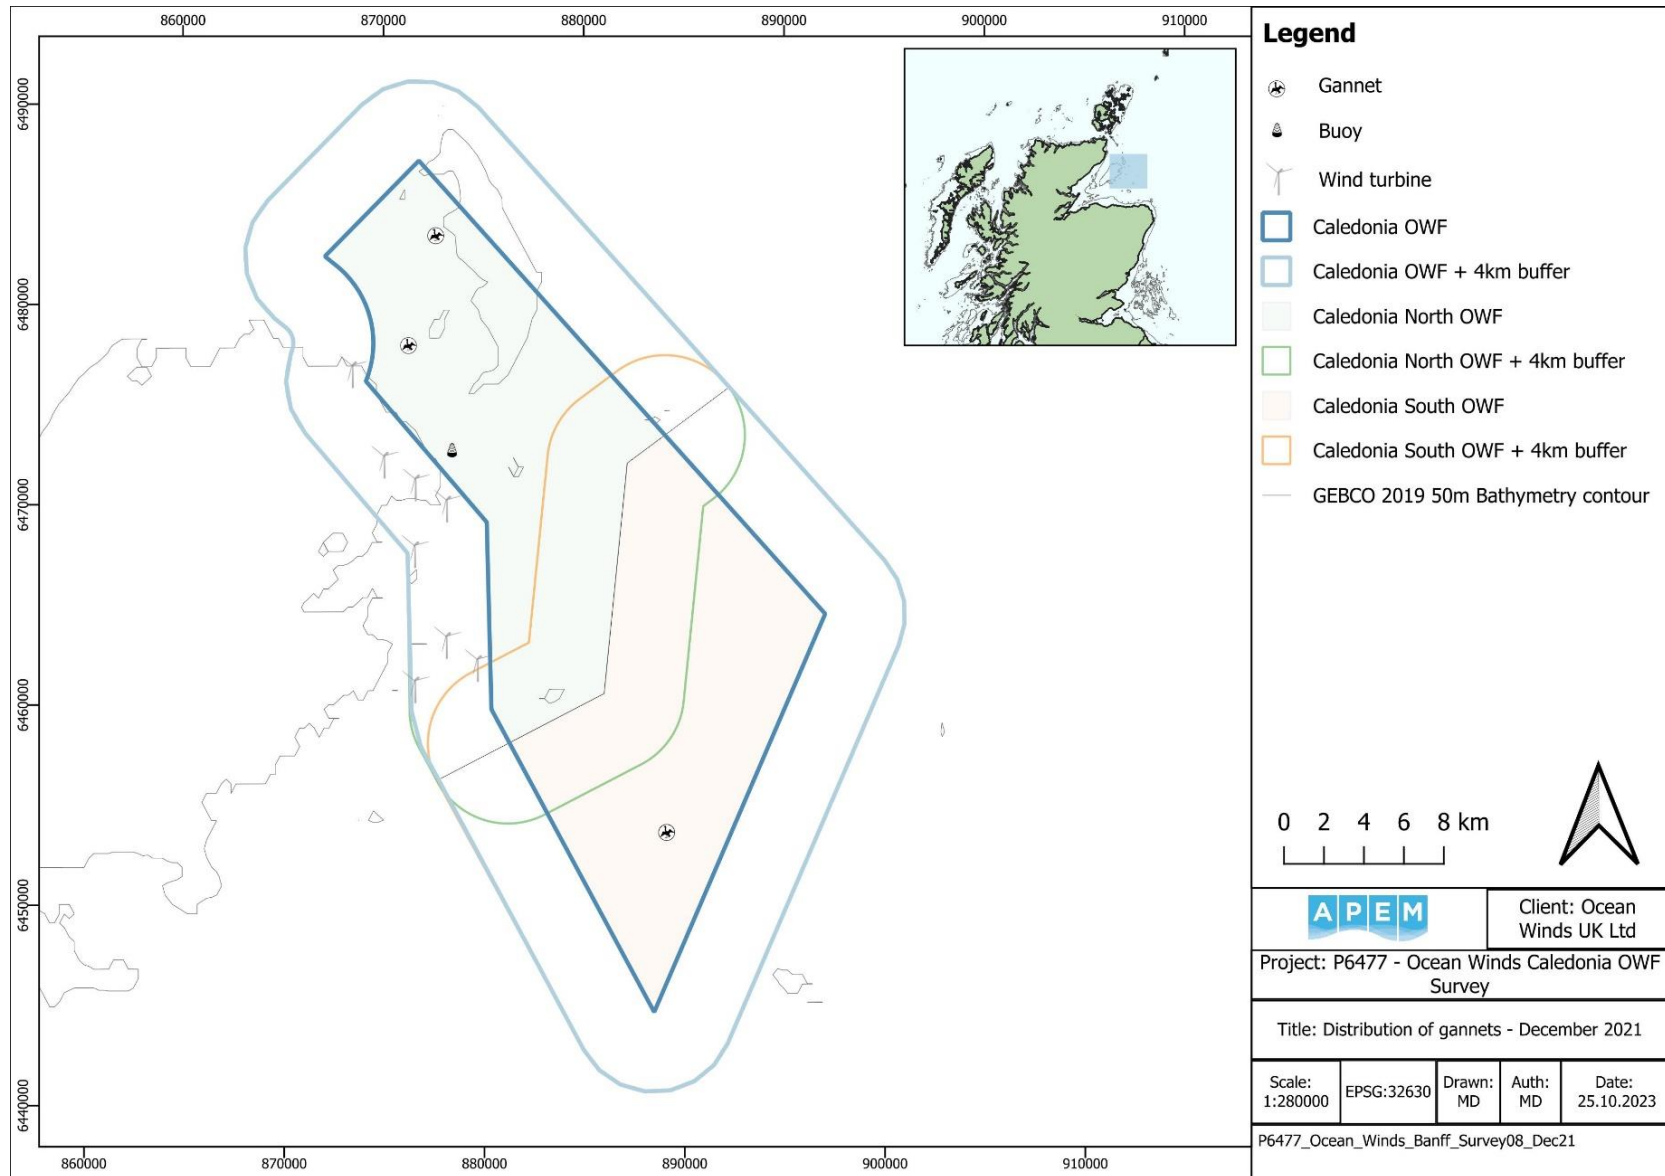 860000 870000 880000 890000 900000 910000
6490000
6480000
6470000
6460000
6450000
6440000
860000 870000 880000 890000 900000 910000
Legend
Gannet
Buoy
Wind turbine
Caledonia OWF
Caledonia OWF + 4km buffer
Caledonia North OWF
Caledonia North OWF + 4km buffer
Caledonia South OWF
Caledonia South OWF + 4km buffer
GEBCO 2019 50m Bathymetry contour
0 2 4 6 8 km
APEM
Client: Ocean
Winds UK Ltd
Project: P6477 - Ocean Winds Caledonia OWF
Survey
Title: Distribution of gannets - December 2021
Scale:
1:280000
EPSG:32630
Drawn:
MD
Auth:
MD
Date:
25.10.2023
P6477_Ocean_Winds_Banff_Survey08_Dec21